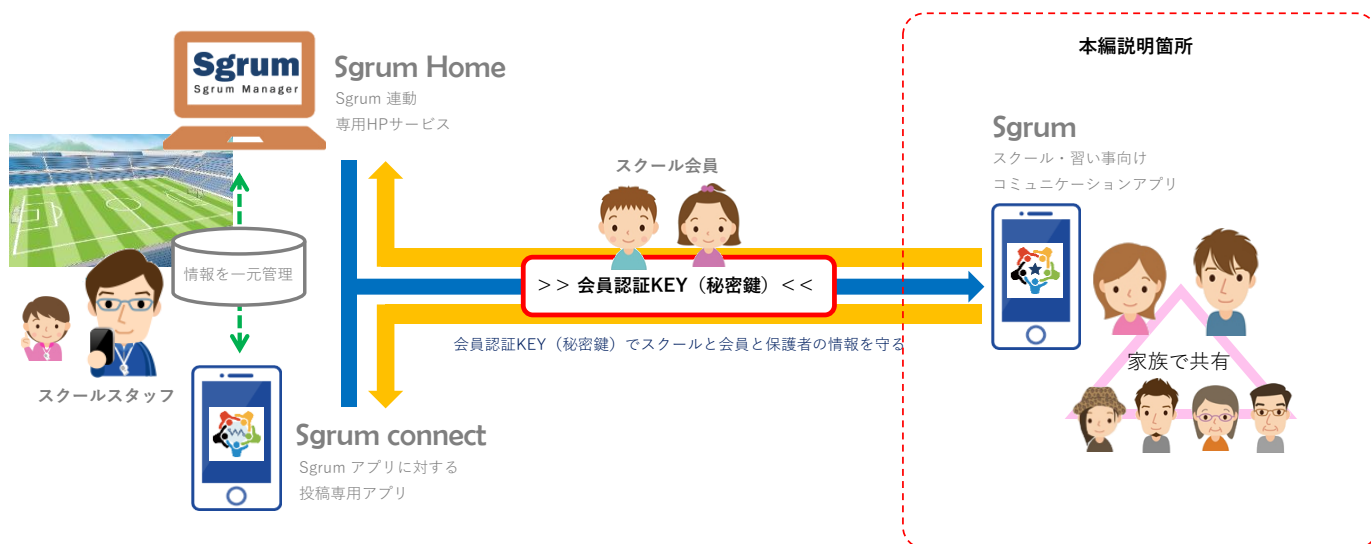 Sgrum
Sgrum Manager
Sgrum Home
Sgrum 連動
専用HPサービス
情報を一元管理
スクールスタッフ
Sgrum connect
Sgrum アプリに対する
投稿専用アプリ
スクール会員
>> 会員認証KEY（秘密鍵）<<
会員認証KEY（秘密鍵）でスクールと会員と保護者の情報を守る
本編説明箇所
Sgrum
スクール・習い事向け
コミュニケーションアプリ
家族で共有